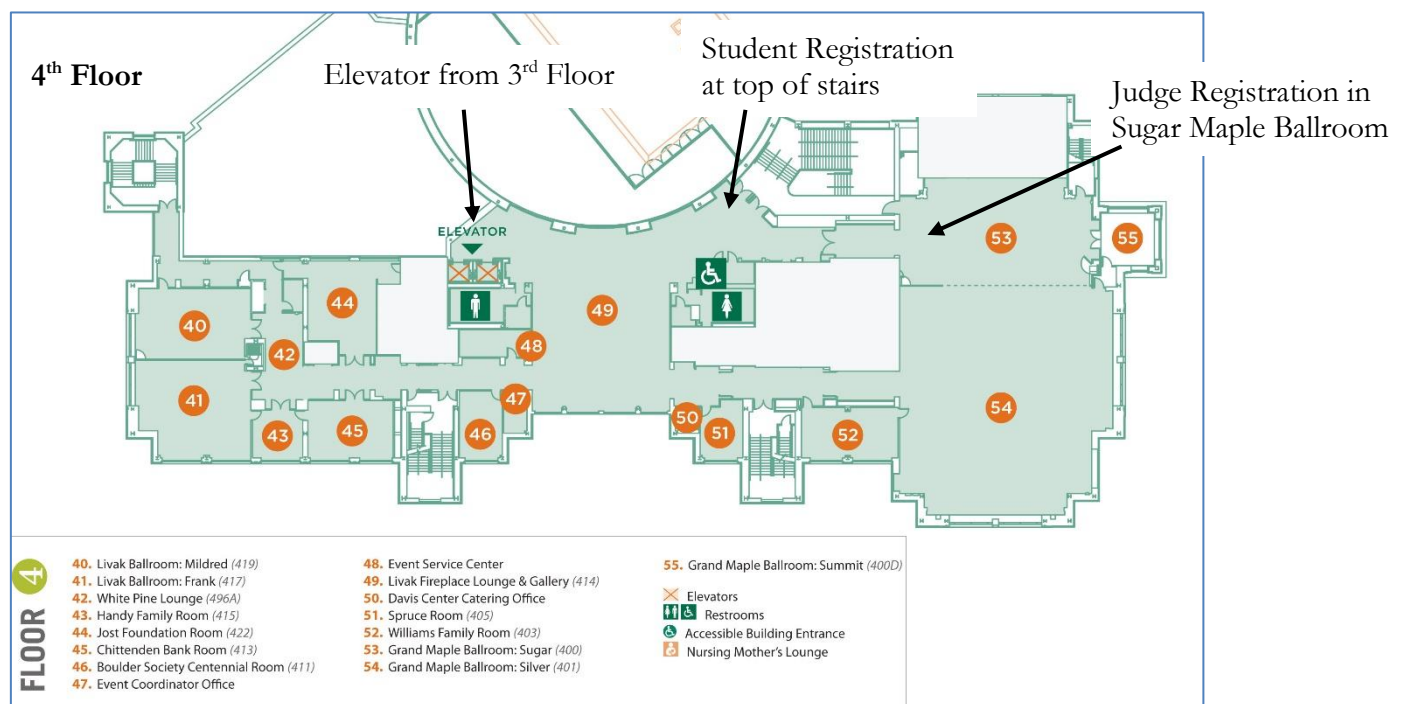 4th Floor
Elevator from 3rd Floor
Student Registration
at top of stairs
Judge Registration in
Sugar Maple Ballroom
ELEVATOR
53
55
44
40
49
42
48
41
47
54
50
46
51
43
45
52
FLOOR 4
40. Livak Ballroom: Mildred (419)
41. Livak Ballroom: Frank (417)
42. White Pine Lounge (496A)
43. Handy Family Room (415)
44. Jost Foundation Room (422)
45. Chittenden Bank Room (413)
46. Boulder Society Centennial Room (411)
47. Event Coordinator Office
48. Event Service Center
49. Livak Fireplace Lounge & Gallery (414)
50. Davis Center Catering Office
51. Spruce Room (405)
52. Williams Family Room (403)
53. Grand Maple Ballroom: Sugar (400)
54. Grand Maple Ballroom: Silver (401)
55. Grand Maple Ballroom: Summit (400D)
Elevators
Restrooms
Accessible Building Entrance
Nursing Mother's Lounge